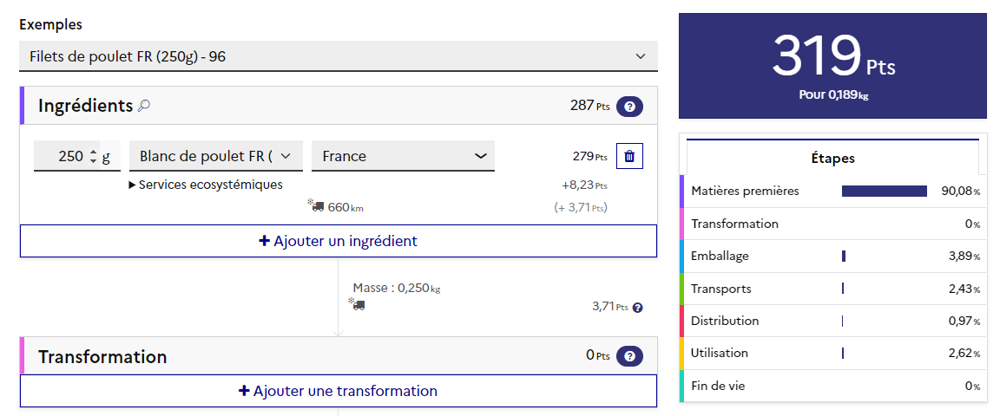 Exemples
Filets de poulet FR (250g) - 96
Ingrédients 287 Pts ?
250 g Blanc de poulet FR ( France 279 Pts
Services ecosystémiques +8,23 Pts
660 km (+ 3,71 Pts)
Ajouter un ingrédient
Masse : 0,250 kg
3,71 Pts ?
Transformation 0 Pts ?
Ajouter une transformation
319 Pts
Pour 0,189 kg
Étapes
Matières premières 90,08 %
Transformation 0 %
Emballage 3,89 %
Transports 2,43 %
Distribution 0,97 %
Utilisation 2,62 %
Fin de vie 0 %